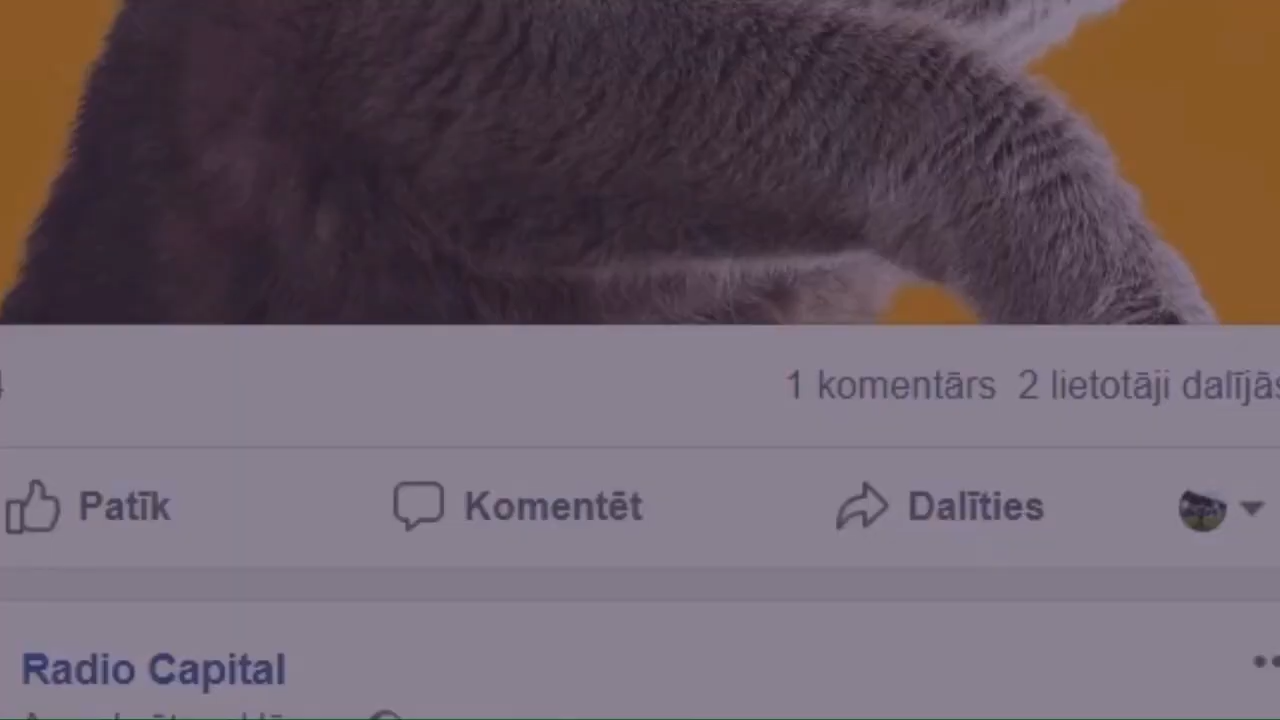 1 komentārs 2 lietotāji dalījās
Patīk Komentēt Dalīties
Radio Capital